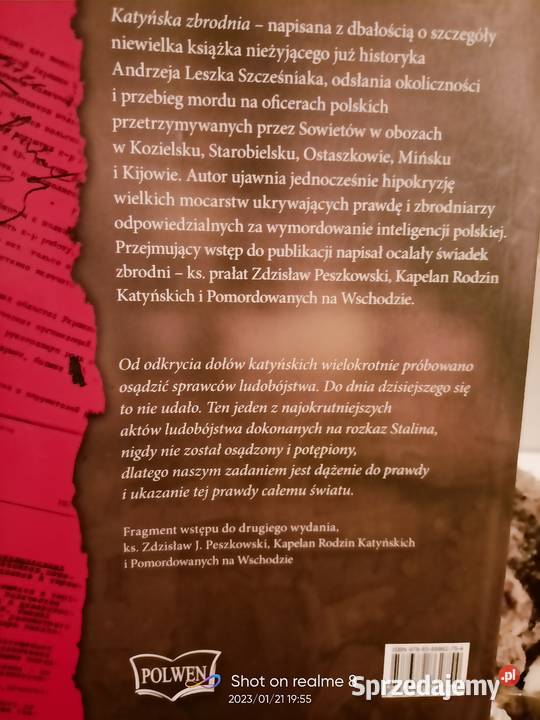 Katyńska zbrodnia – napisana z dbałością o szczegóły
niewielka książka nieżyjącego już historyka
Andrzeja Leszka Szcześniaka, odsłania okoliczności
i przebieg mordu na oficerach polskich
przetrzymywanych przez Sowietów w obozach
w Kozielsku, Starobielsku, Ostaszkowie, Mińsku
i Kijowie. Autor ujawnia jednocześnie hipokryzję
wielkich mocarstw ukrywających prawdę i zbrodniarzy
odpowiedzialnych za wymordowanie inteligencji polskiej.
Przejmujący wstęp do publikacji napisał ocalały świadek
zbrodni – ks. prałat Zdzisław Peszkowski, Kapelan Rodzin
Katyńskich i Pomordowanych na Wschodzie.
Od odkrycia dołów katyńskich wielokrotnie próbowano
osądzić sprawców ludobójstwa. Do dnia dzisiejszego się
to nie udało. Ten jeden z najokrutniejszych
aktów ludobójstwa dokonanych na rozkaz Stalina,
nigdy nie został osądzony i potępiony,
dlatego naszym zadaniem jest dążenie do prawdy
i ukazanie tej prawdy całemu światu.
Fragment wstępu do drugiego wydania,
ks. Zdzisław J. Peszkowski, Kapelan Rodzin Katyńskich
i Pomordowanych na Wschodzie
POLWEN
Shot on realme 8
2023/01/21 19:55
Sprzedajemy.pl